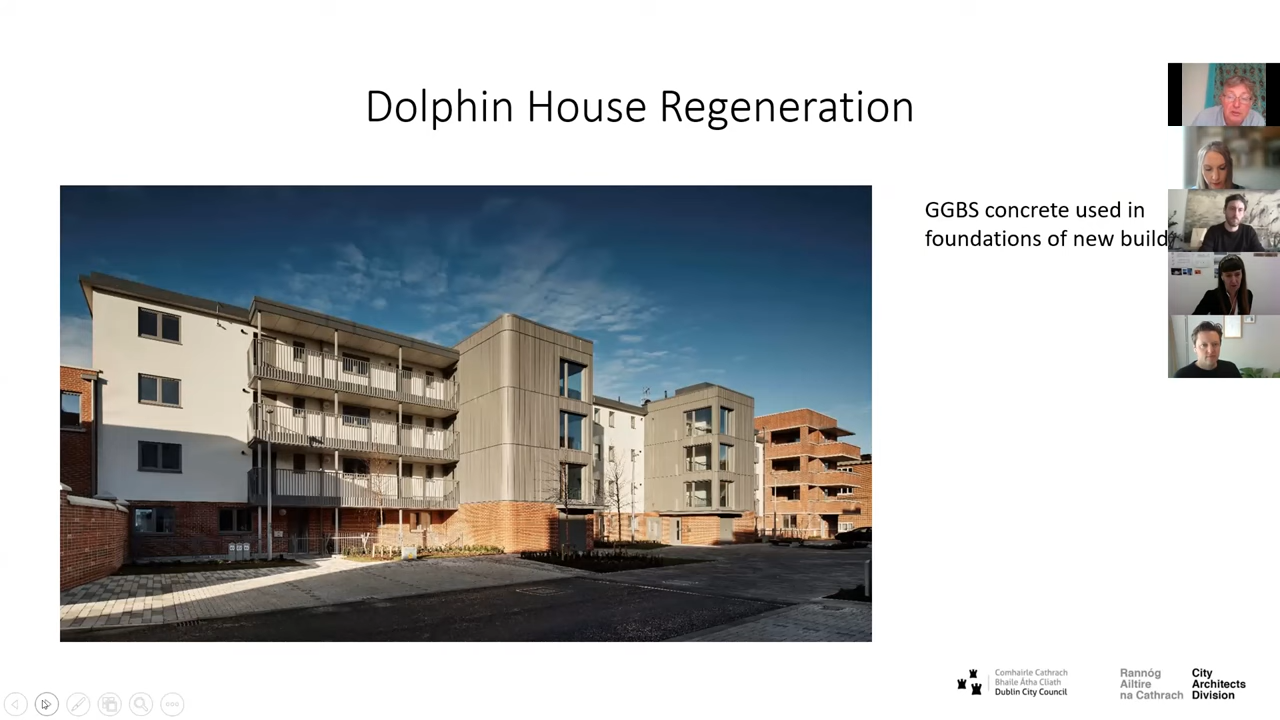 Dolphin House Regeneration
GGBS concrete used in
foundations of new build
Comhairle Cathrach
Bhaile Átha Cliath
Dublin City Council
Rannóg
Ailtire
na Cathrach
City
Architects
Division